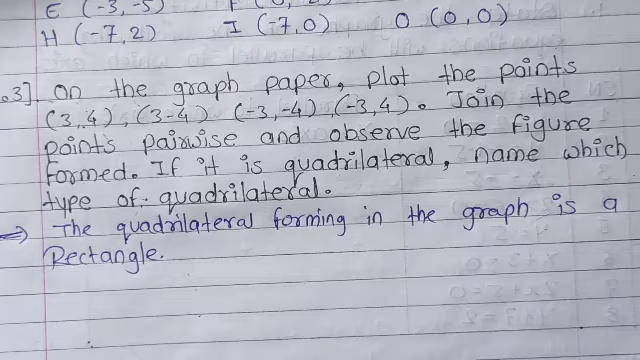 E (-3,-5)
H (-7,2) I (-7,0) O (0,0)
.3] On the graph paper, plot the points
(3,4), (3-4) (-3,-4), (-3,4). Join the
points pairwise and observe the figure
formed. If it is quadrilateral, name which
type of quadrilateral.
⇒ The quadrilateral forming in the graph is a
Rectangle.